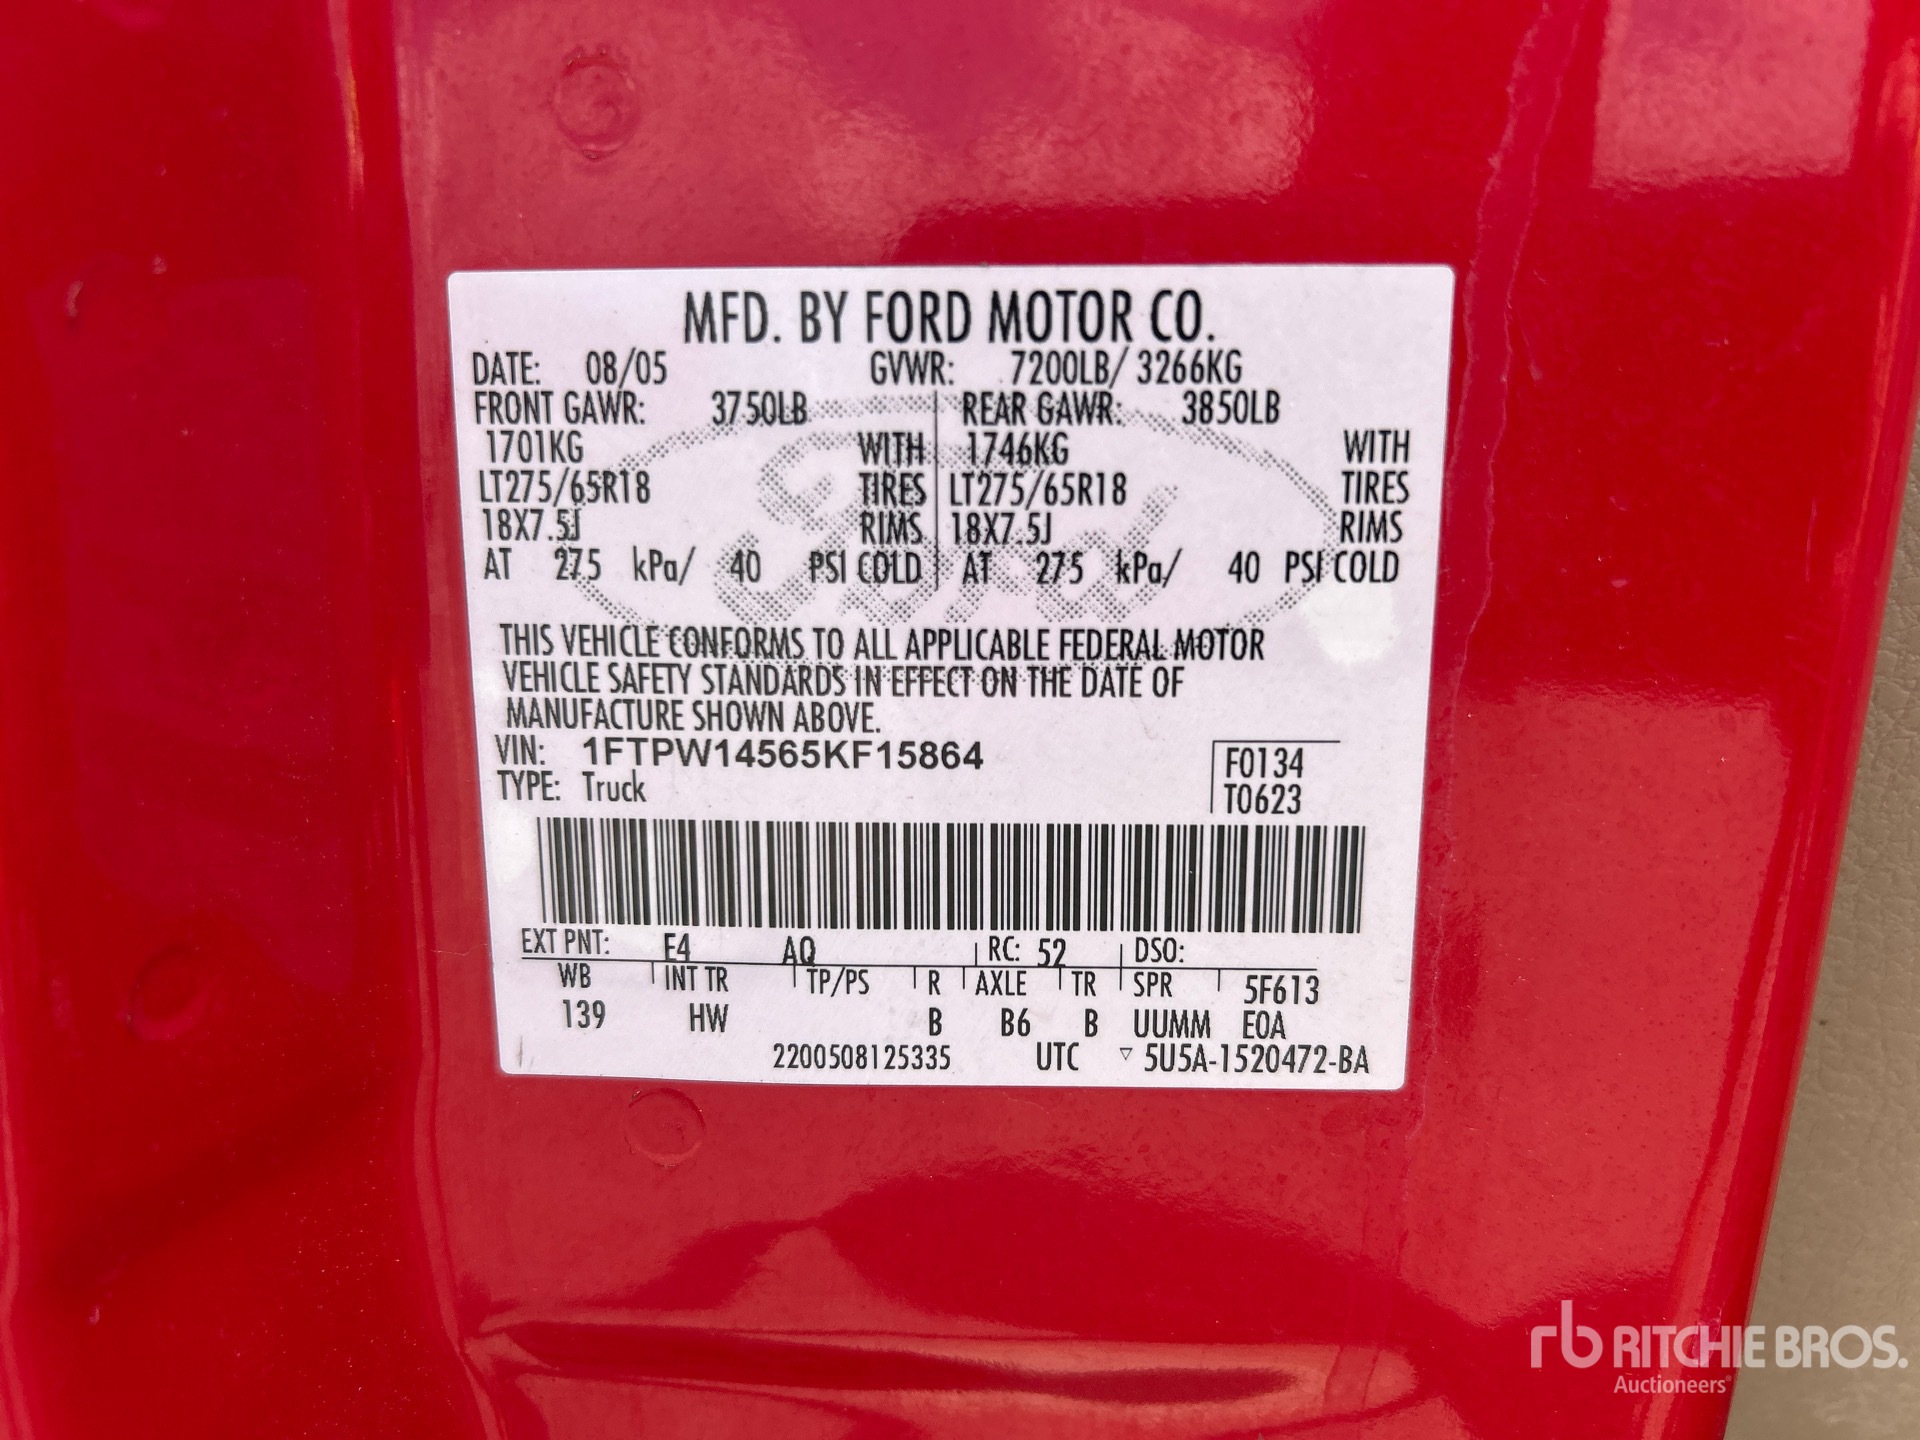 MFD. BY FORD MOTOR CO.
DATE: 08/05 GVWR: 7200LB/ 3266KG
FRONT GAWR: 3750LB REAR GAWR: 3850LB
1701KG WITH 1746KG WITH
LT275/65R18 TIRES LT275/65R18 TIRES
18X7.5J RIMS 18X7.5J RIMS
AT 275 kPa/ 40 PSI COLD AT 275 kPa/ 40 PSI COLD
Ford
THIS VEHICLE CONFORMS TO ALL APPLICABLE FEDERAL MOTOR
VEHICLE SAFETY STANDARDS IN EFFECT ON THE DATE OF
MANUFACTURE SHOWN ABOVE.
VIN: 1FTPW14565KF15864 F0134
TYPE: Truck T0623
EXT PNT: E4 AQ RC: 52 DSO:
WB INT TR TP/PS R AXLE TR SPR 5F613
139 HW B B6 B UUMM E0A
2200508125335 UTC ▽ 5U5A-1520472-BA
rb RITCHIE BROS.
Auctioneers